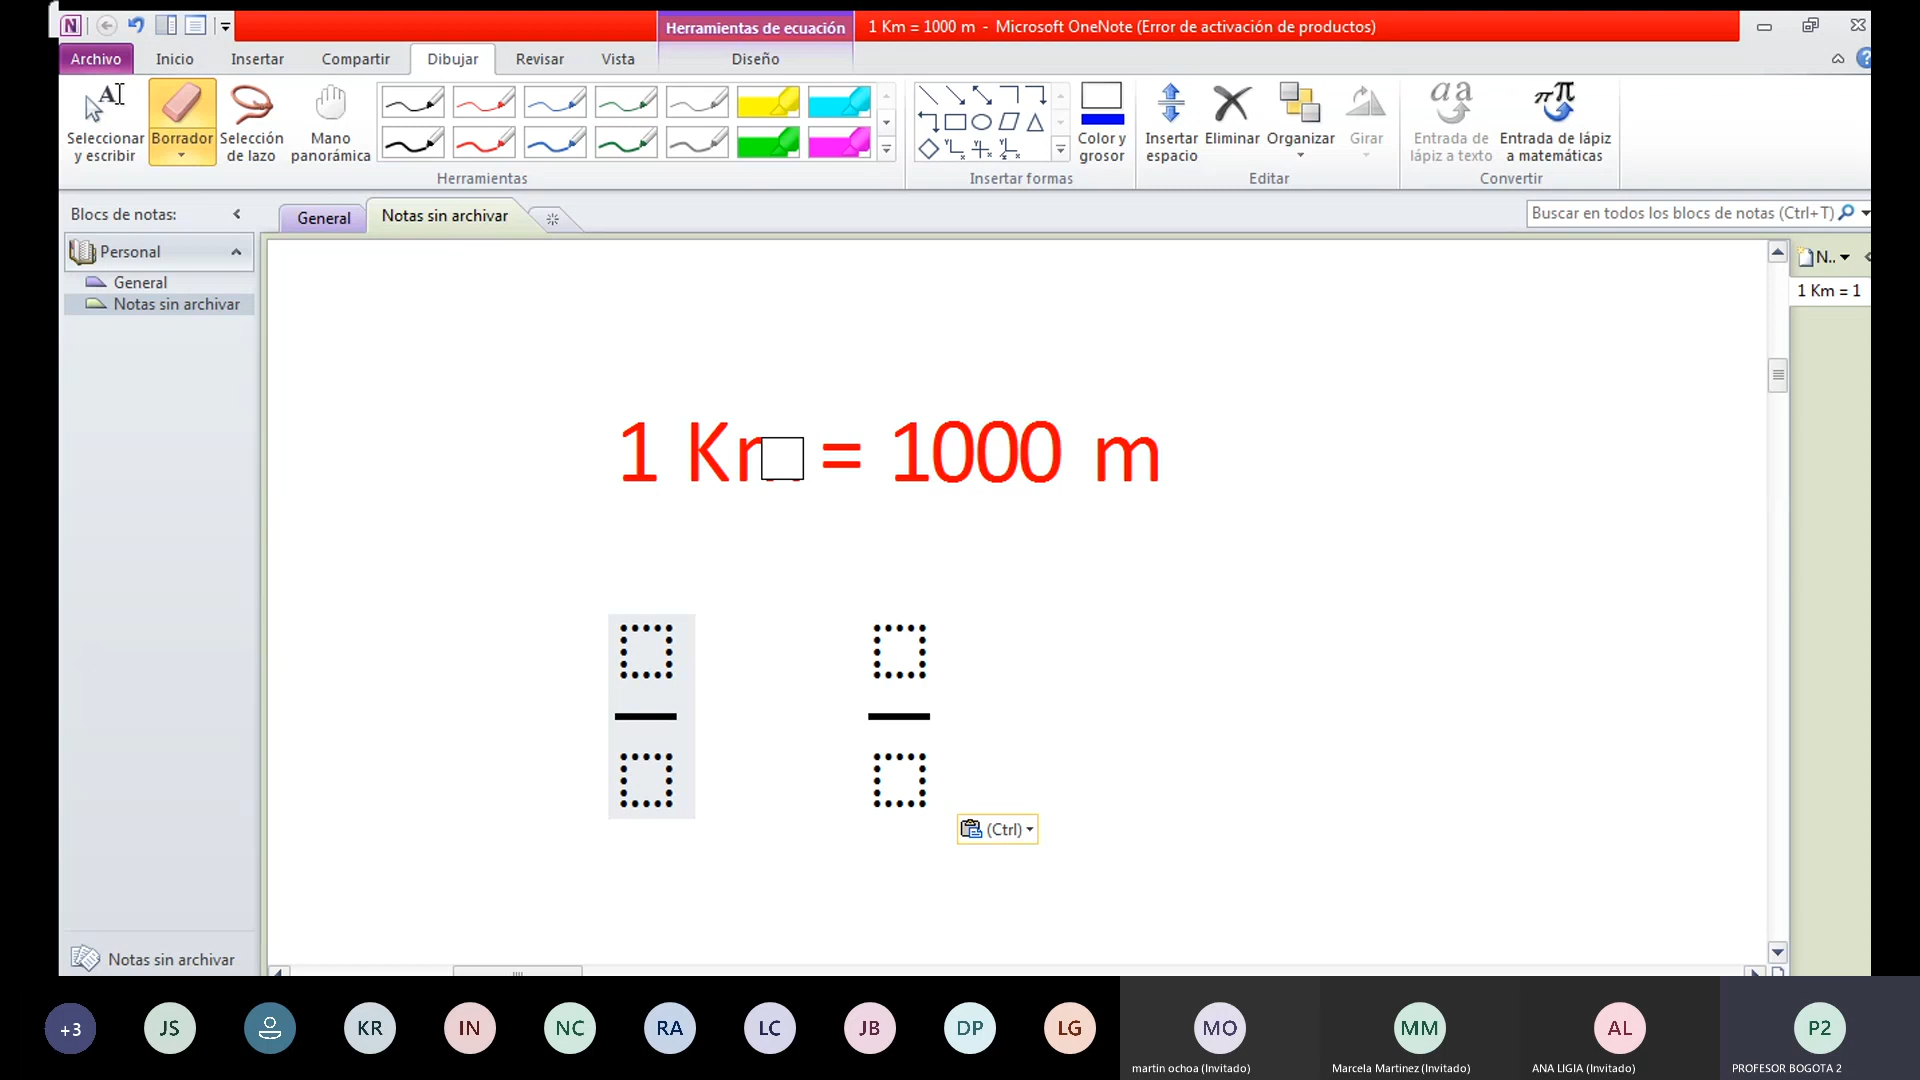 Herramientas de ecuación
1 Km = 1000 m - Microsoft OneNote (Error de activación de productos)
Archivo Inicio Insertar Compartir Dibujar Revisar Vista Diseño
Seleccionar y escribir
Borrador
Selección de lazo
Mano panorámica
Color y grosor
Insertar espacio
Eliminar
Organizar
Girar
Entrada de lápiz a texto
Entrada de lápiz a matemáticas
Herramientas
Insertar formas
Editar
Convertir
Blocs de notas:
General
Notas sin archivar
Buscar en todos los blocs de notas (Ctrl+T)
Personal
General
Notas sin archivar
N..
1 Km = 1
1 Km = 1000 m
(Ctrl)
Notas sin archivar
+3 JS KR IN NC RA LC JB DP LG MO MM AL P2
martin ochoa (Invitado)
Marcela Martinez (Invitado)
ANA LIGIA (Invitado)
PROFESOR BOGOTA 2